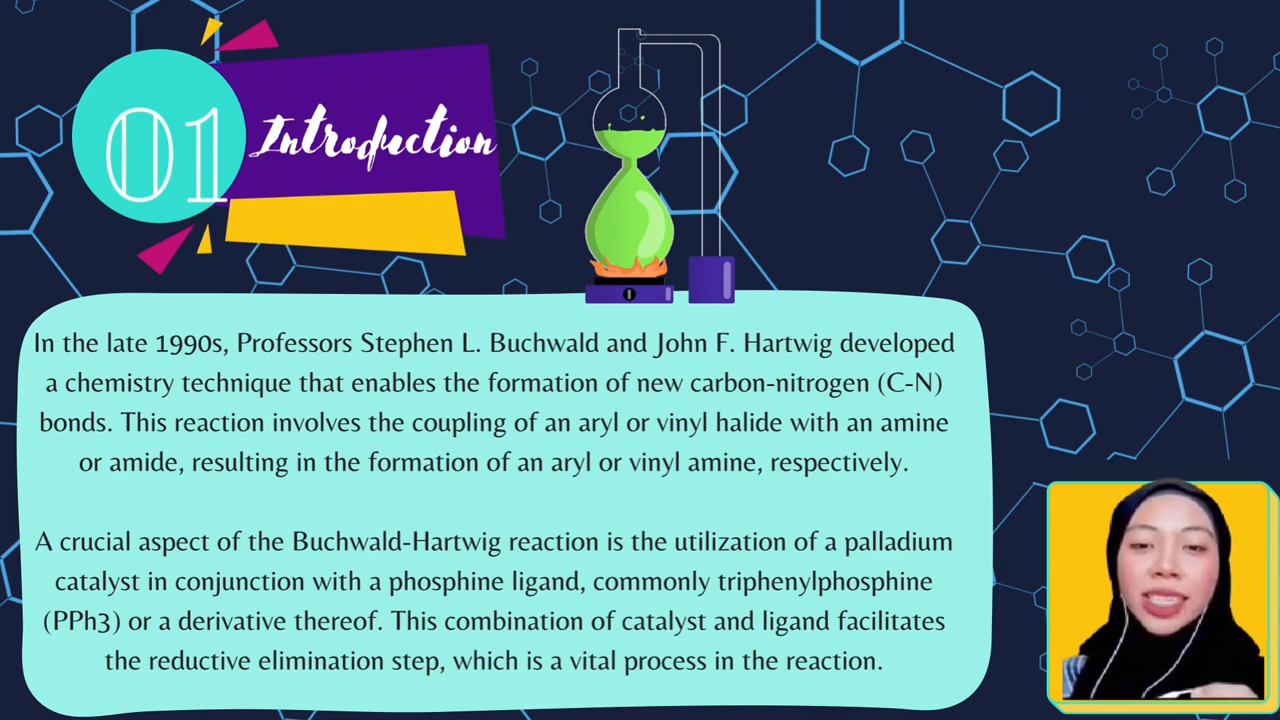 01
Introduction
In the late 1990s, Professors Stephen L. Buchwald and John F. Hartwig developed
a chemistry technique that enables the formation of new carbon-nitrogen (C-N)
bonds. This reaction involves the coupling of an aryl or vinyl halide with an amine
or amide, resulting in the formation of an aryl or vinyl amine, respectively.
A crucial aspect of the Buchwald-Hartwig reaction is the utilization of a palladium
catalyst in conjunction with a phosphine ligand, commonly triphenylphosphine
(PPh3) or a derivative thereof. This combination of catalyst and ligand facilitates
the reductive elimination step, which is a vital process in the reaction.